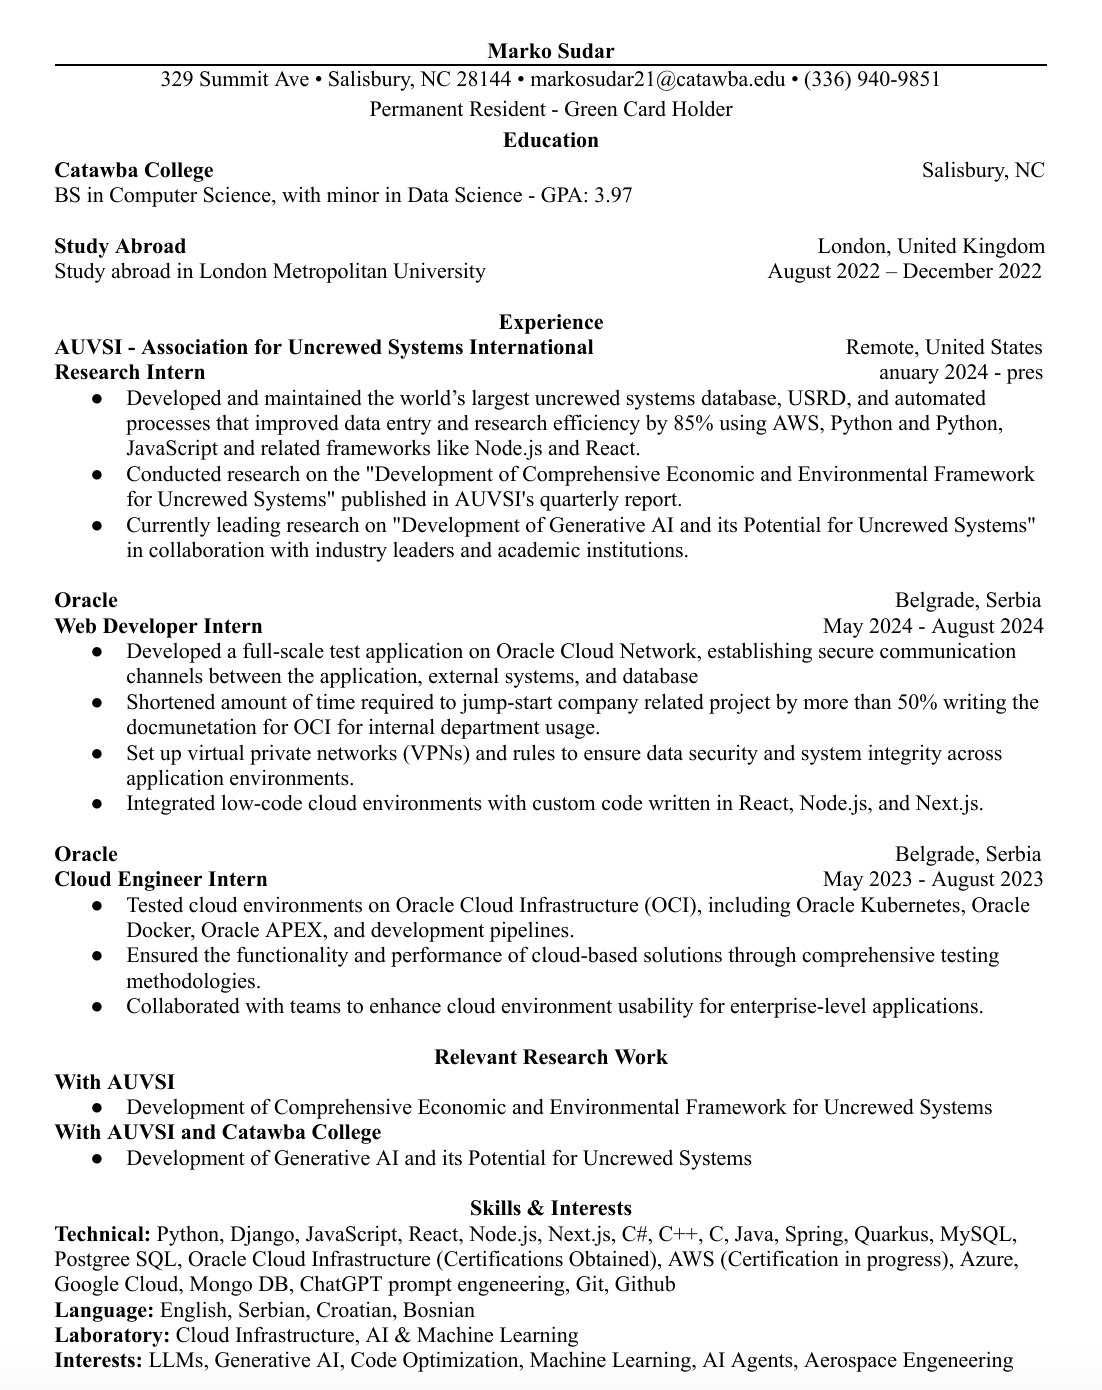 Marko Sudar
329 Summit Ave • Salisbury, NC 28144 • markosudar21@catawba.edu • (336) 940-9851
Permanent Resident - Green Card Holder
Education
Catawba College Salisbury, NC
BS in Computer Science, with minor in Data Science - GPA: 3.97
Study Abroad London, United Kingdom
Study abroad in London Metropolitan University August 2022 – December 2022
Experience
AUVSI - Association for Uncrewed Systems International Remote, United States
Research Intern anuary 2024 - pres
● Developed and maintained the world’s largest uncrewed systems database, USRD, and automated
processes that improved data entry and research efficiency by 85% using AWS, Python and Python,
JavaScript and related frameworks like Node.js and React.
● Conducted research on the "Development of Comprehensive Economic and Environmental Framework
for Uncrewed Systems" published in AUVSI's quarterly report.
● Currently leading research on "Development of Generative AI and its Potential for Uncrewed Systems"
in collaboration with industry leaders and academic institutions.
Oracle Belgrade, Serbia
Web Developer Intern May 2024 - August 2024
● Developed a full-scale test application on Oracle Cloud Network, establishing secure communication
channels between the application, external systems, and database
● Shortened amount of time required to jump-start company related project by more than 50% writing the
docmunetation for OCI for internal department usage.
● Set up virtual private networks (VPNs) and rules to ensure data security and system integrity across
application environments.
● Integrated low-code cloud environments with custom code written in React, Node.js, and Next.js.
Oracle Belgrade, Serbia
Cloud Engineer Intern May 2023 - August 2023
● Tested cloud environments on Oracle Cloud Infrastructure (OCI), including Oracle Kubernetes, Oracle
Docker, Oracle APEX, and development pipelines.
● Ensured the functionality and performance of cloud-based solutions through comprehensive testing
methodologies.
● Collaborated with teams to enhance cloud environment usability for enterprise-level applications.
Relevant Research Work
With AUVSI
● Development of Comprehensive Economic and Environmental Framework for Uncrewed Systems
With AUVSI and Catawba College
● Development of Generative AI and its Potential for Uncrewed Systems
Skills & Interests
Technical: Python, Django, JavaScript, React, Node.js, Next.js, C#, C++, C, Java, Spring, Quarkus, MySQL,
Postgree SQL, Oracle Cloud Infrastructure (Certifications Obtained), AWS (Certification in progress), Azure,
Google Cloud, Mongo DB, ChatGPT prompt engeneering, Git, Github
Language: English, Serbian, Croatian, Bosnian
Laboratory: Cloud Infrastructure, AI & Machine Learning
Interests: LLMs, Generative AI, Code Optimization, Machine Learning, AI Agents, Aerospace Engeneering